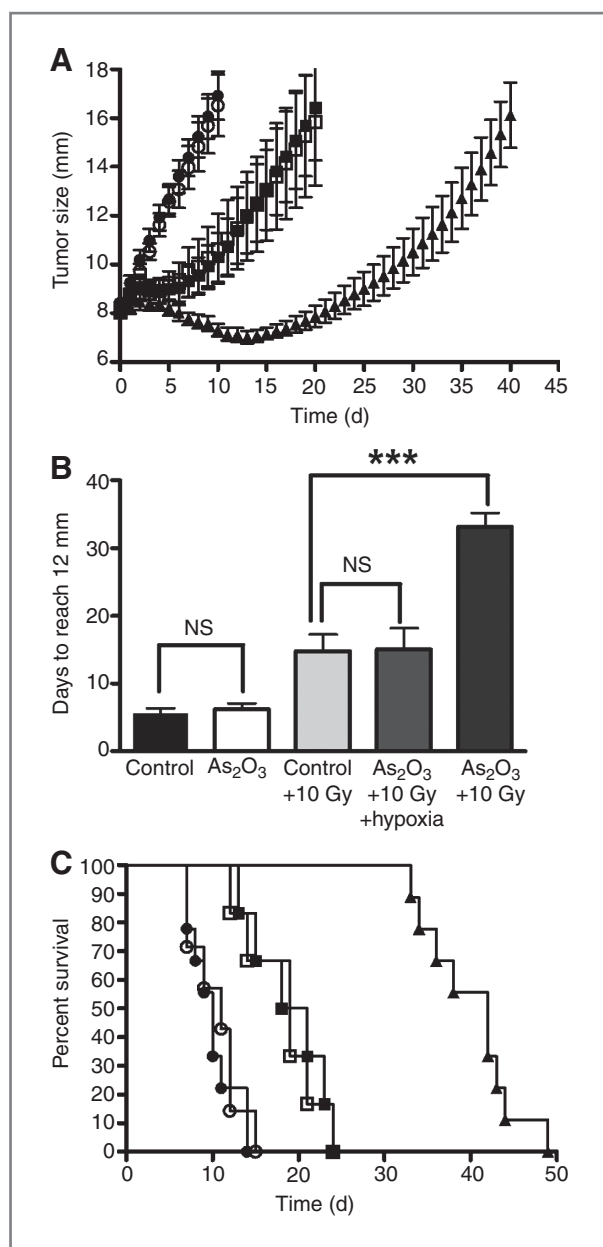 A
18
16
14
12
10
8
6
Tumor size (mm)
0 5 10 15 20 25 30 35 40 45
Time (d)
B
40
30
20
10
0
Days to reach 12 mm
NS
NS
***
Control
As₂O₃
Control
+10 Gy
As₂O₃
+10 Gy
+hypoxia
As₂O₃
+10 Gy
C
100
90
80
70
60
50
40
30
20
10
0
Percent survival
0 10 20 30 40 50
Time (d)